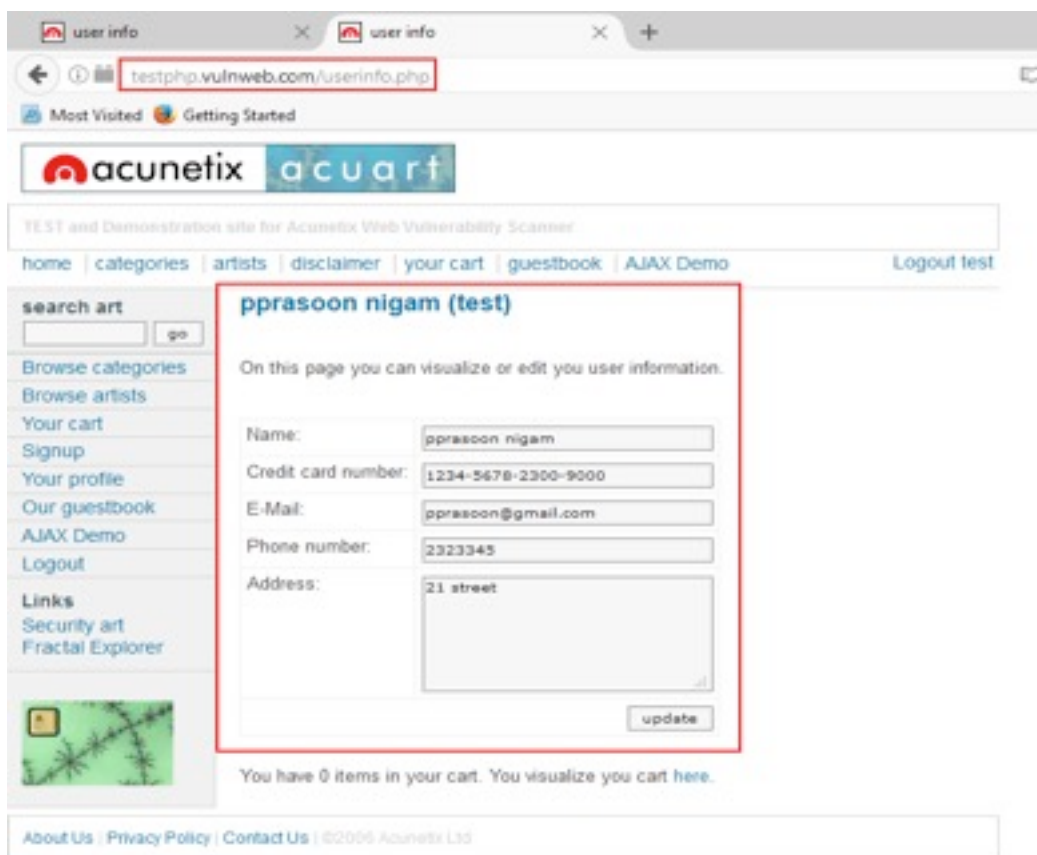 user info
user info
testphp.vulnweb.com/userinfo.php
Most Visited Getting Started
acunetix acuart
TEST and Demonstration site for Acunetix Web Vulnerability Scanner
home | categories | artists | disclaimer | your cart | guestbook | AJAX Demo
Logout test
search art
go
Browse categories
Browse artists
Your cart
Signup
Your profile
Our guestbook
AJAX Demo
Logout
Links
Security art
Fractal Explorer
pprasoon nigam (test)
On this page you can visualize or edit you user information.
Name: pprasoon nigam
Credit card number: 1234-5678-2300-9000
E-Mail: pprasoon@gmail.com
Phone number: 2323345
Address: 21 street
update
You have 0 items in your cart. You visualize you cart here.
About Us | Privacy Policy | Contact Us | ©2006 Acunetix Ltd